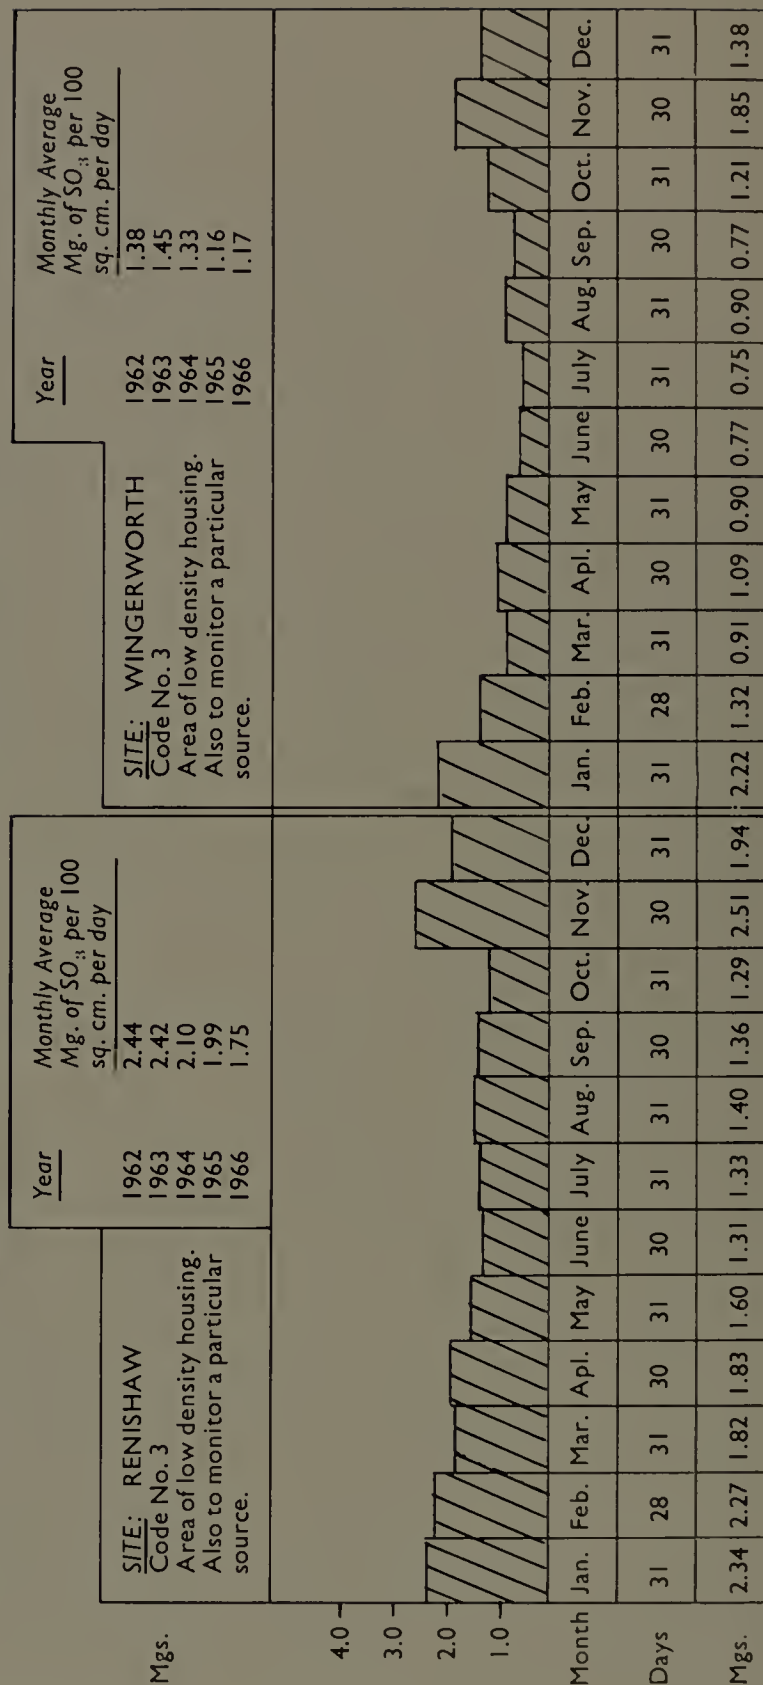 Mgs.
SITE: RENISHAW
Code No. 3
Area of low density housing.
Also to monitor a particular
source.
Year Monthly Average
Mg. of SO3 per 100
sq. cm. per day
1962 2.44
1963 2.42
1964 2.10
1965 1.99
1966 1.75
SITE: WINGERWORTH
Code No. 3
Area of low density housing.
Also to monitor a particular
source.
Year Monthly Average
Mg. of SO3 per 100
sq. cm. per day
1962 1.38
1963 1.45
1964 1.33
1965 1.16
1966 1.17
4.0
3.0
2.0
1.0
Month Jan. Feb. Mar. Apl. May June July Aug. Sep. Oct. Nov. Dec. Jan. Feb. Mar. Apl. May June July Aug. Sep. Oct. Nov. Dec.
Days 31 28 31 30 31 30 31 31 30 31 30 31 31 28 31 30 31 30 31 31 30 31 30 31
Mgs. 2.34 2.27 1.82 1.83 1.60 1.31 1.33 1.40 1.36 1.29 2.51 1.94 2.22 1.32 0.91 1.09 0.90 0.77 0.75 0.90 0.77 1.21 1.85 1.38